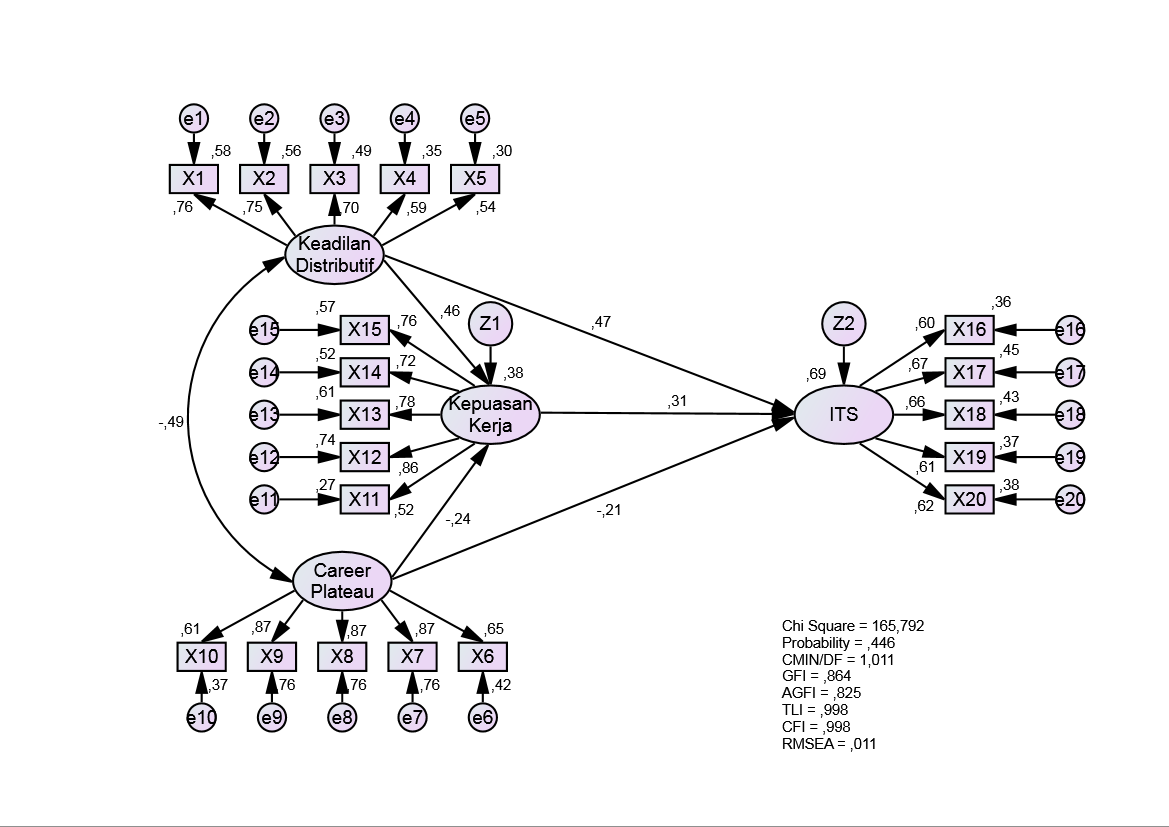 e1 e2 e3 e4 e5
,58 ,56 ,49 ,35 ,30
X1 X2 X3 X4 X5
,76 ,75 ,70 ,59 ,54
Keadilan
Distributif
,46
,47
-,49
e15 ,57 X15 ,76
e14 ,52 X14 ,72
e13 ,61 X13 ,78
e12 ,74 X12 ,86
e11 ,27 X11 ,52
Z1
,38
Kepuasan
Kerja
,31
Z2
,69
ITS
,60 X16 ,36 e16
,67 X17 ,45 e17
,66 X18 ,43 e18
,61 X19 ,37 e19
,62 X20 ,38 e20
-,24
-,21
Career
Plateau
,61 ,87 ,87 ,87 ,65
X10 X9 X8 X7 X6
,37 ,76 ,76 ,76 ,42
e10 e9 e8 e7 e6
Chi Square = 165,792
Probability = ,446
CMIN/DF = 1,011
GFI = ,864
AGFI = ,825
TLI = ,998
CFI = ,998
RMSEA = ,011